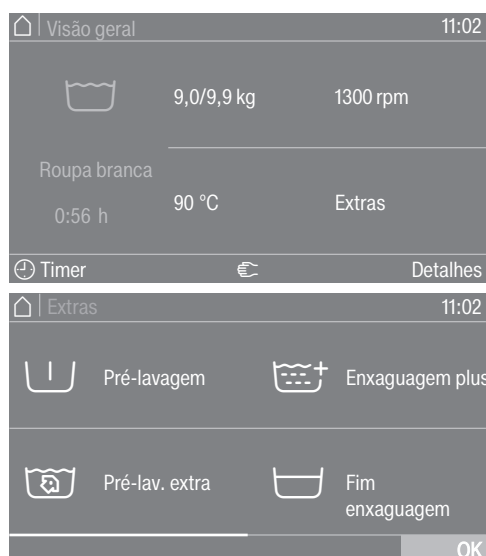 Visão geral 11:02
9,0/9,9 kg 1300 rpm
Roupa branca
0:56 h
90 °C Extras
Timer Detalhes
Extras 11:02
Pré-lavagem Enxaguagem plus
Pré-lav. extra Fim
enxaguagem
OK